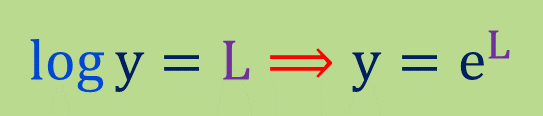 log y = L ⟹ y = e^L